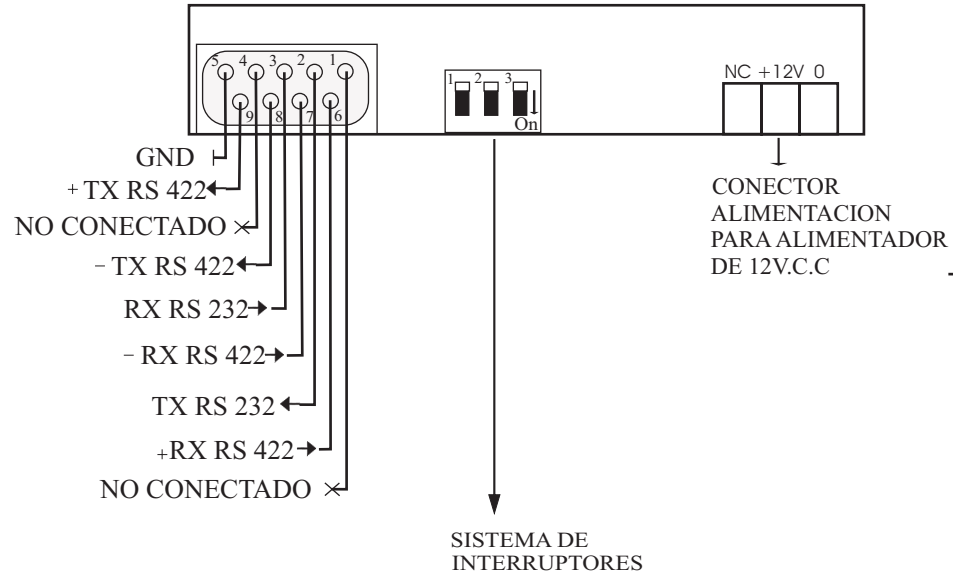 5 4 3 2 1
9 8 7 6
1 2 3
On
NC +12V 0
GND
+ TX RS 422
NO CONECTADO
- TX RS 422
RX RS 232
- RX RS 422
TX RS 232
+RX RS 422
NO CONECTADO
CONECTOR
ALIMENTACION
PARA ALIMENTADOR
DE 12V.C.C
SISTEMA DE
INTERRUPTORES